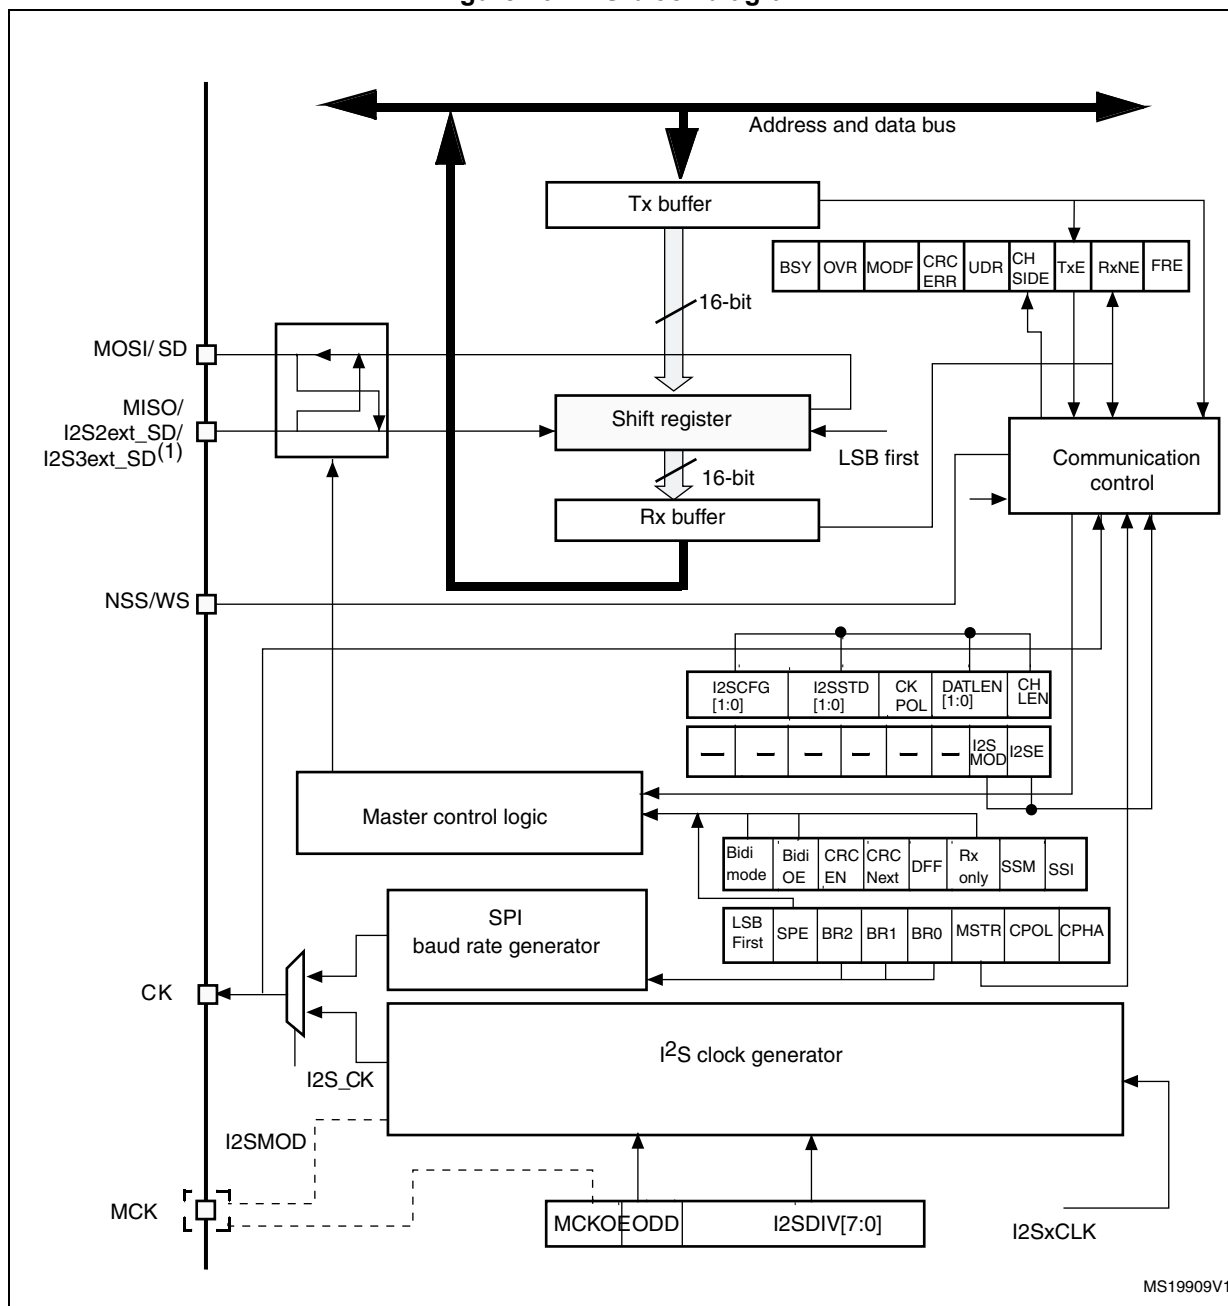 Address and data bus
Tx buffer
BSY OVR MODF CRC ERR UDR CH SIDE TxE RxNE FRE
16-bit
MOSI/ SD
MISO/
I2S2ext_SD/
I2S3ext_SD(1)
Shift register
LSB first
Communication
control
16-bit
Rx buffer
NSS/WS
I2SCFG [1:0] I2SSTD [1:0] CK POL DATLEN [1:0] CH LEN
— — — — — — I2S MOD I2SE
Master control logic
Bidi mode Bidi OE CRC EN CRC Next DFF Rx only SSM SSI
LSB First SPE BR2 BR1 BR0 MSTR CPOL CPHA
SPI
baud rate generator
CK
I2S clock generator
I2S_CK
I2SMOD
MCK
MCKOE ODD I2SDIV[7:0]
I2SxCLK
MS19909V1